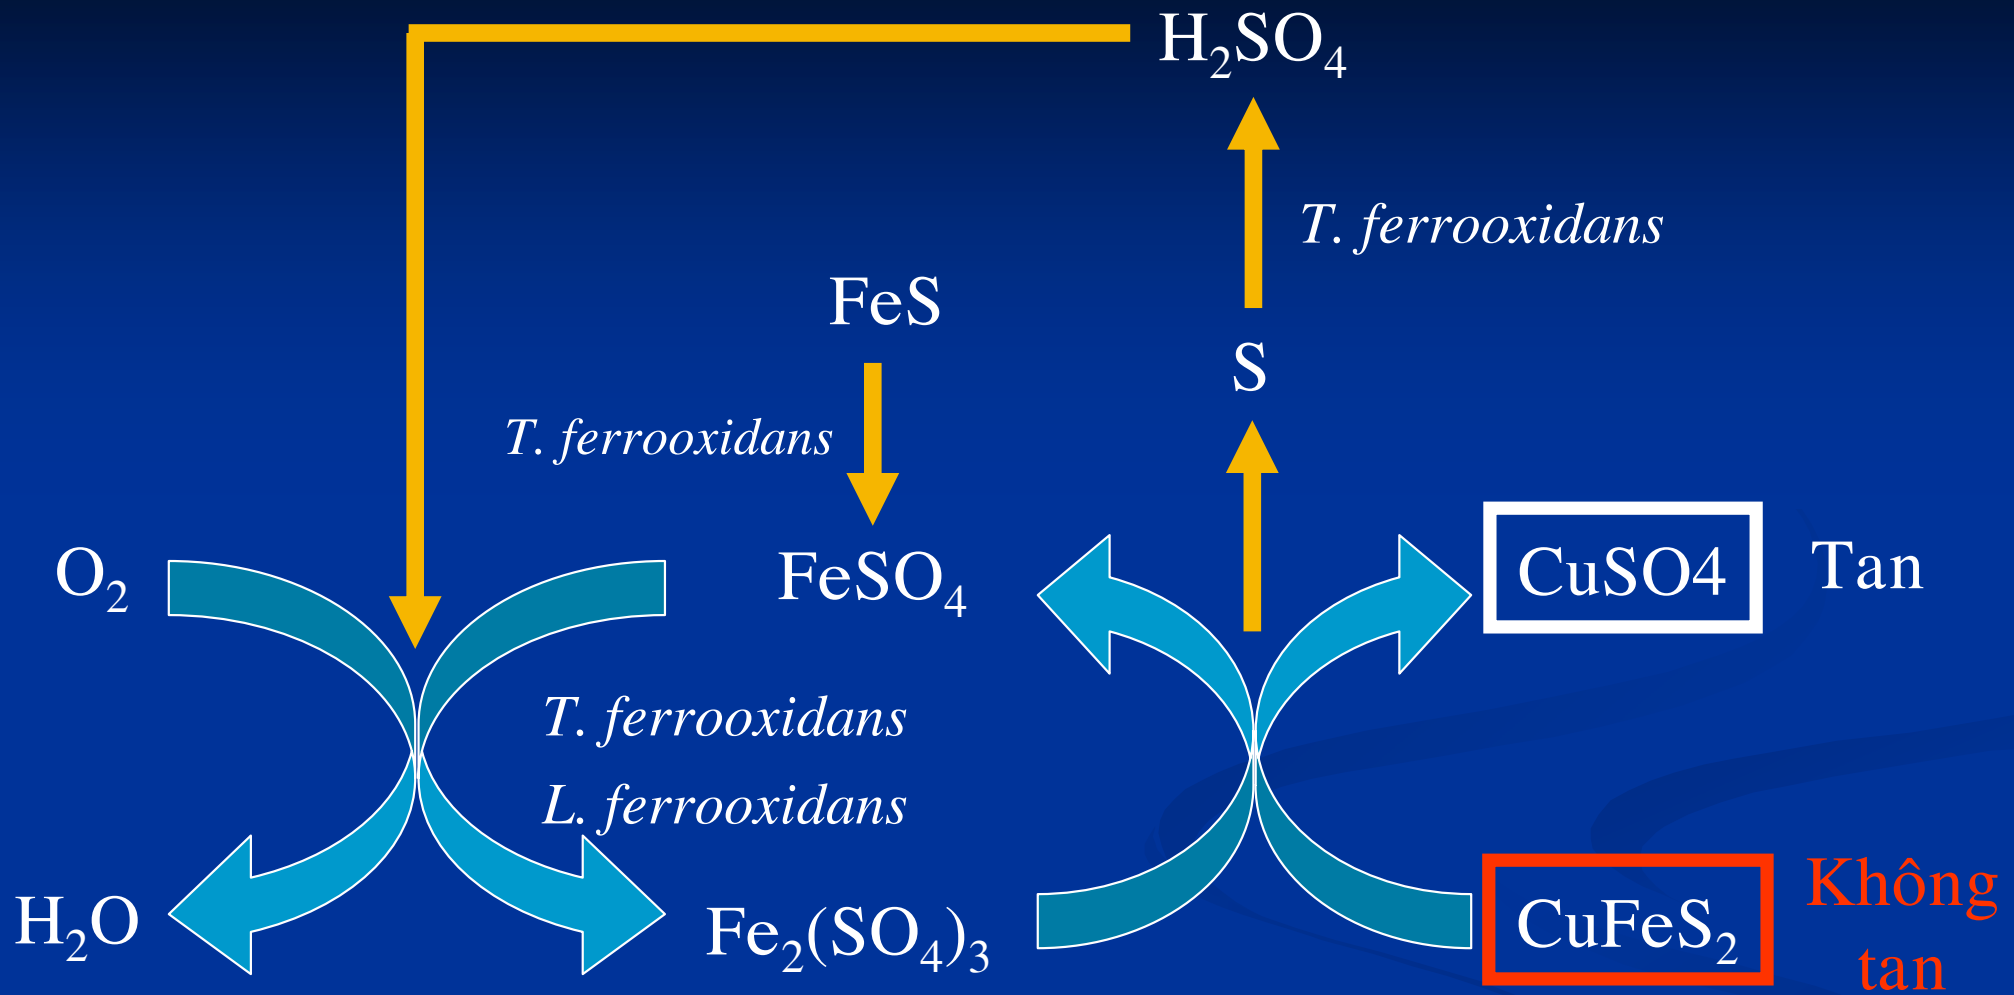 H₂SO₄
T. ferrooxidans
FeS
S
T. ferrooxidans
O₂
FeSO₄
CuSO4
Tan
T. ferrooxidans
L. ferrooxidans
H₂O
Fe₂(SO₄)₃
CuFeS₂
Không
tan